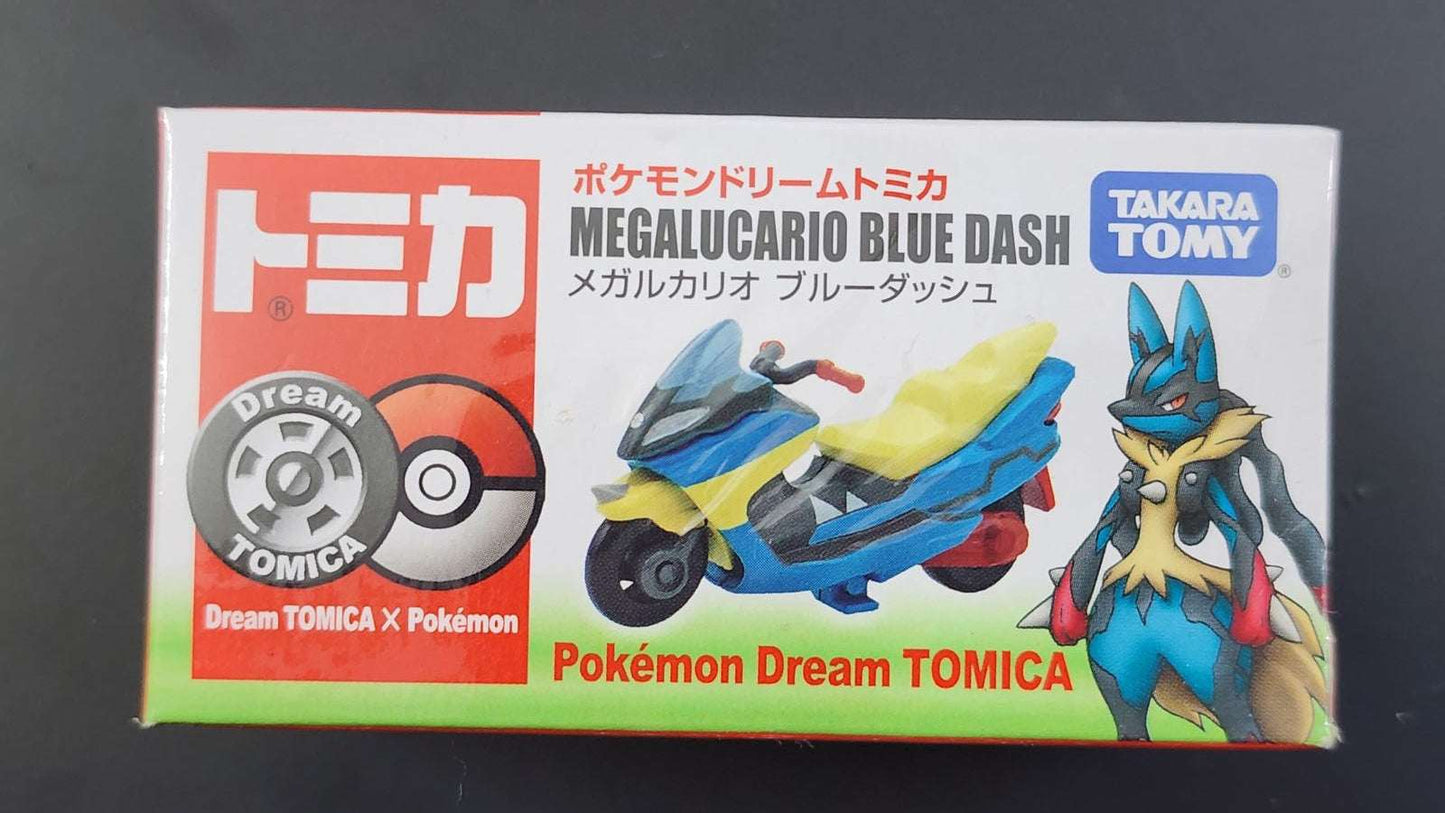 トミカ
®
Dream
TOMICA
Dream TOMICA X Pokémon
ポケモンドリームトミカ
MEGALUCARIO BLUE DASH
メガルカリオ ブルーダッシュ
TAKARA
TOMY
®
Pokémon Dream TOMICA